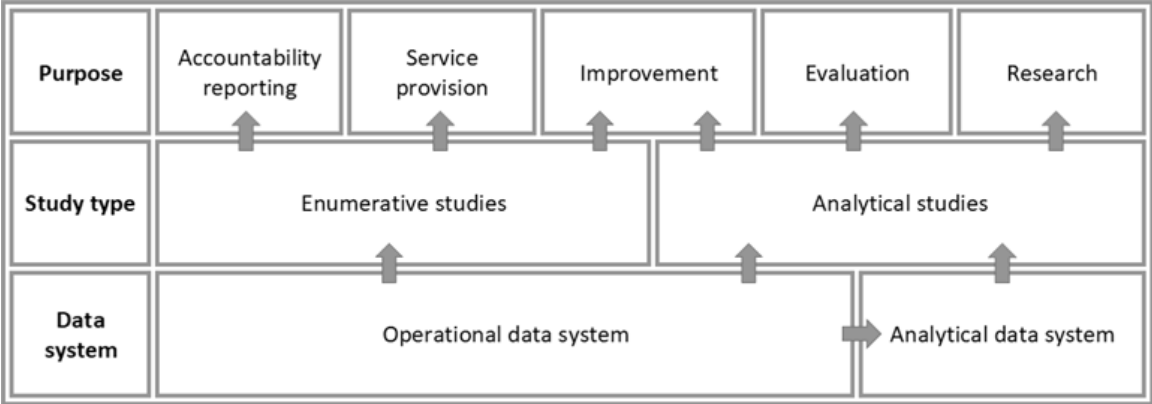 Purpose
Accountability
reporting
Service
provision
Improvement
Evaluation
Research
Study type
Enumerative studies
Analytical studies
Data
system
Operational data system
Analytical data system